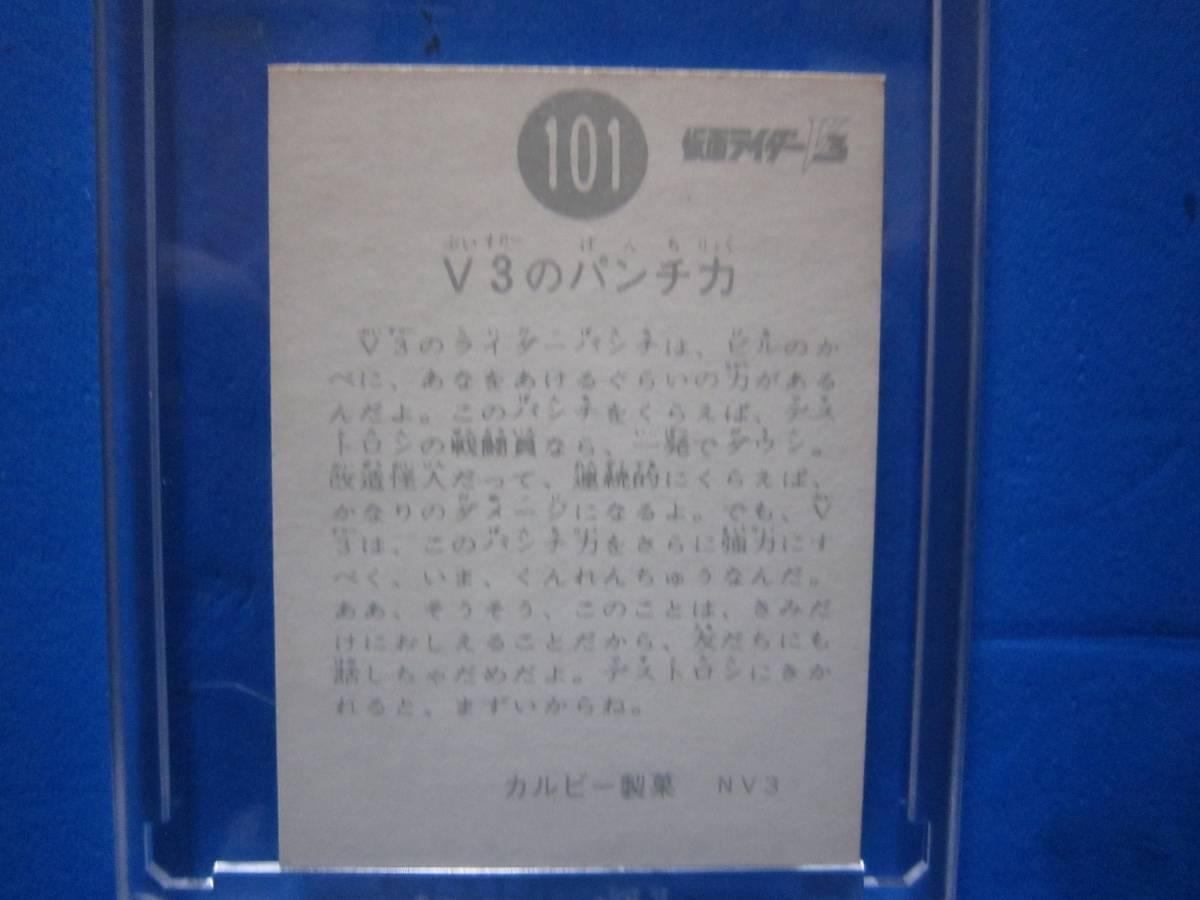 101
仮面ライダーV3
ぶいすりー ぱんちりょく
V3のパンチ力
V3のライダーパンチは、ビルのか
べに、あなをあけるぐらいの力がある
んだよ。このパンチをくらえば、デス
トロンの戦闘員なら、一発でダウン。
改造怪人だって、連続的にくらえば、
かなりのダメージになるよ。でも、V
3は、このパンチ力をさらに強力にす
べく、いま、くんれんちゅうなんだ。
ああ、そうそう、このことは、きみだ
けにおしえることだから、友だちにも
話しちゃだめだよ。デストロンにきか
れると、まずいからね。
カルビー製菓 NV3